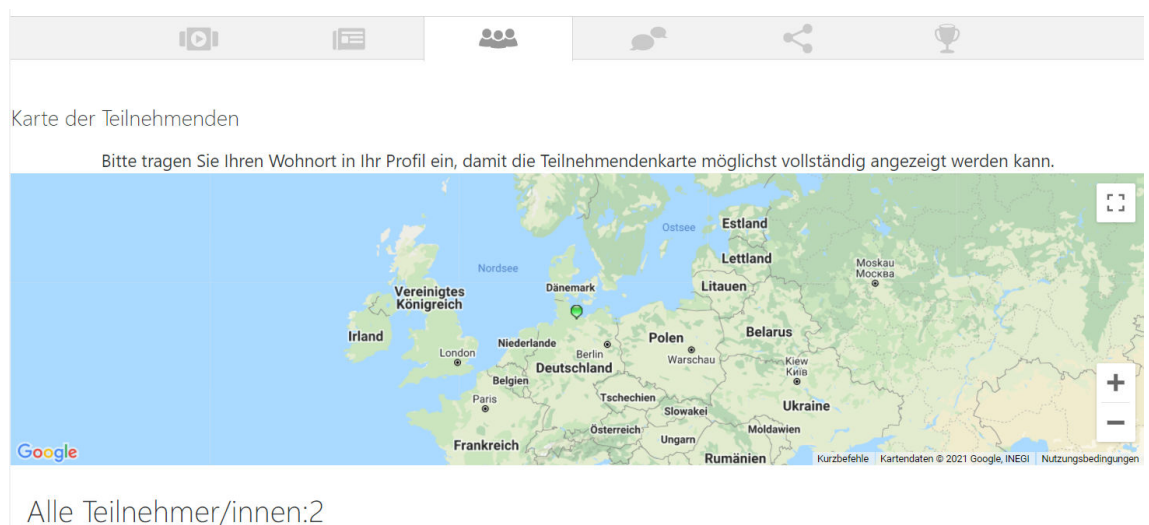 Karte der Teilnehmenden
Bitte tragen Sie Ihren Wohnort in Ihr Profil ein, damit die Teilnehmendenkarte möglichst vollständig angezeigt werden kann.
Ostsee
Estland
Nordsee
Lettland
Moskau
Москва
Vereinigtes
Königreich
Dänemark
Litauen
Irland
London
Niederlande
Berlin
Polen
Warschau
Belarus
Deutschland
Belgien
Kiew
Київ
Paris
Tschechien
Slowakei
Ukraine
Österreich
Ungarn
Moldawien
Frankreich
Rumänien
Google
Kurzbefehle
Kartendaten © 2021 Google, INEGI
Nutzungsbedingungen
Alle Teilnehmer/innen:2